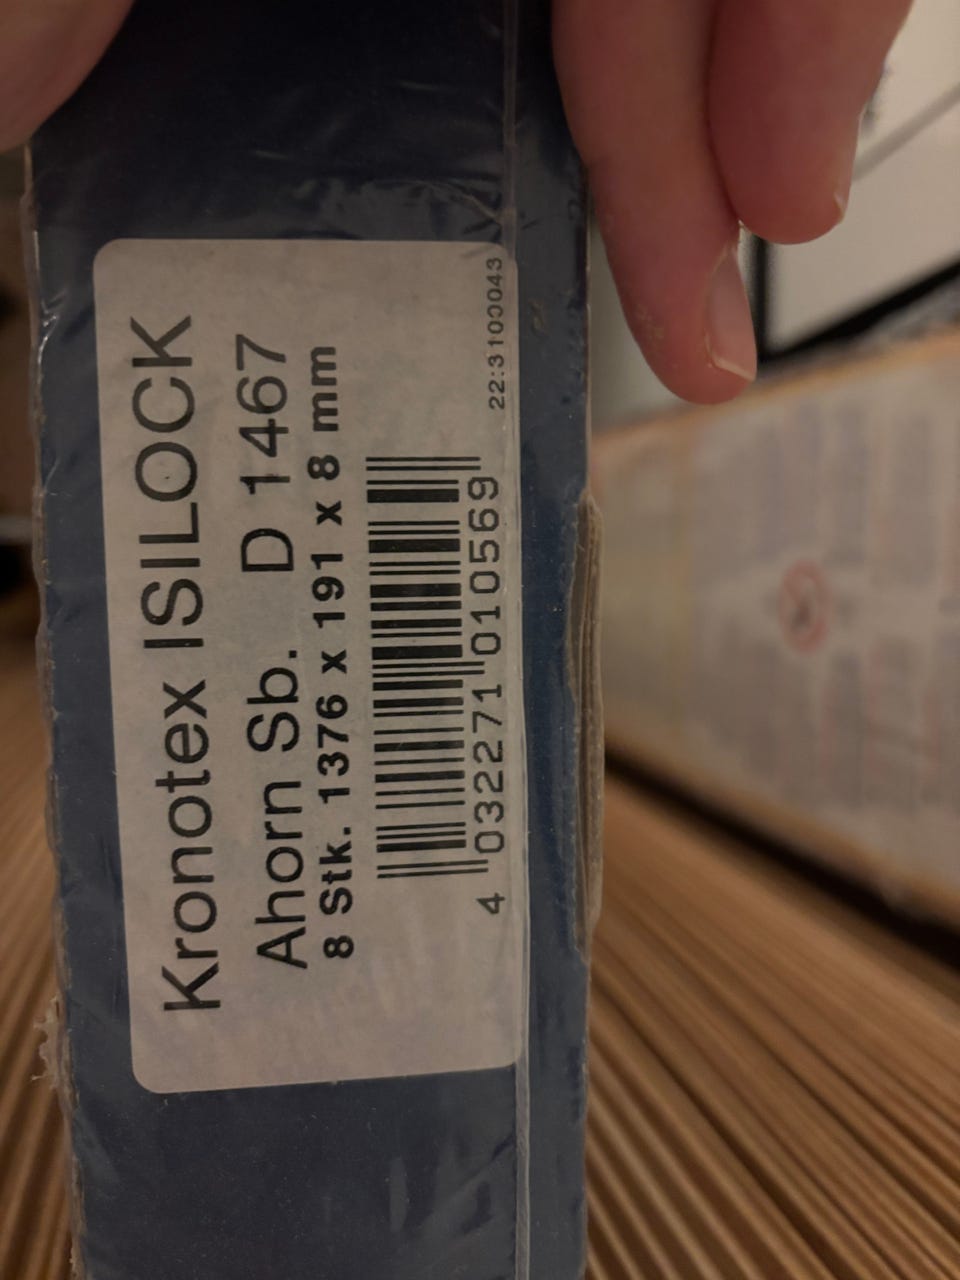 Kronotex ISILOCK
Ahorn Sb. D 1467
8 Stk. 1376 x 191 x 8 mm
4 032271 010569
22:3100043